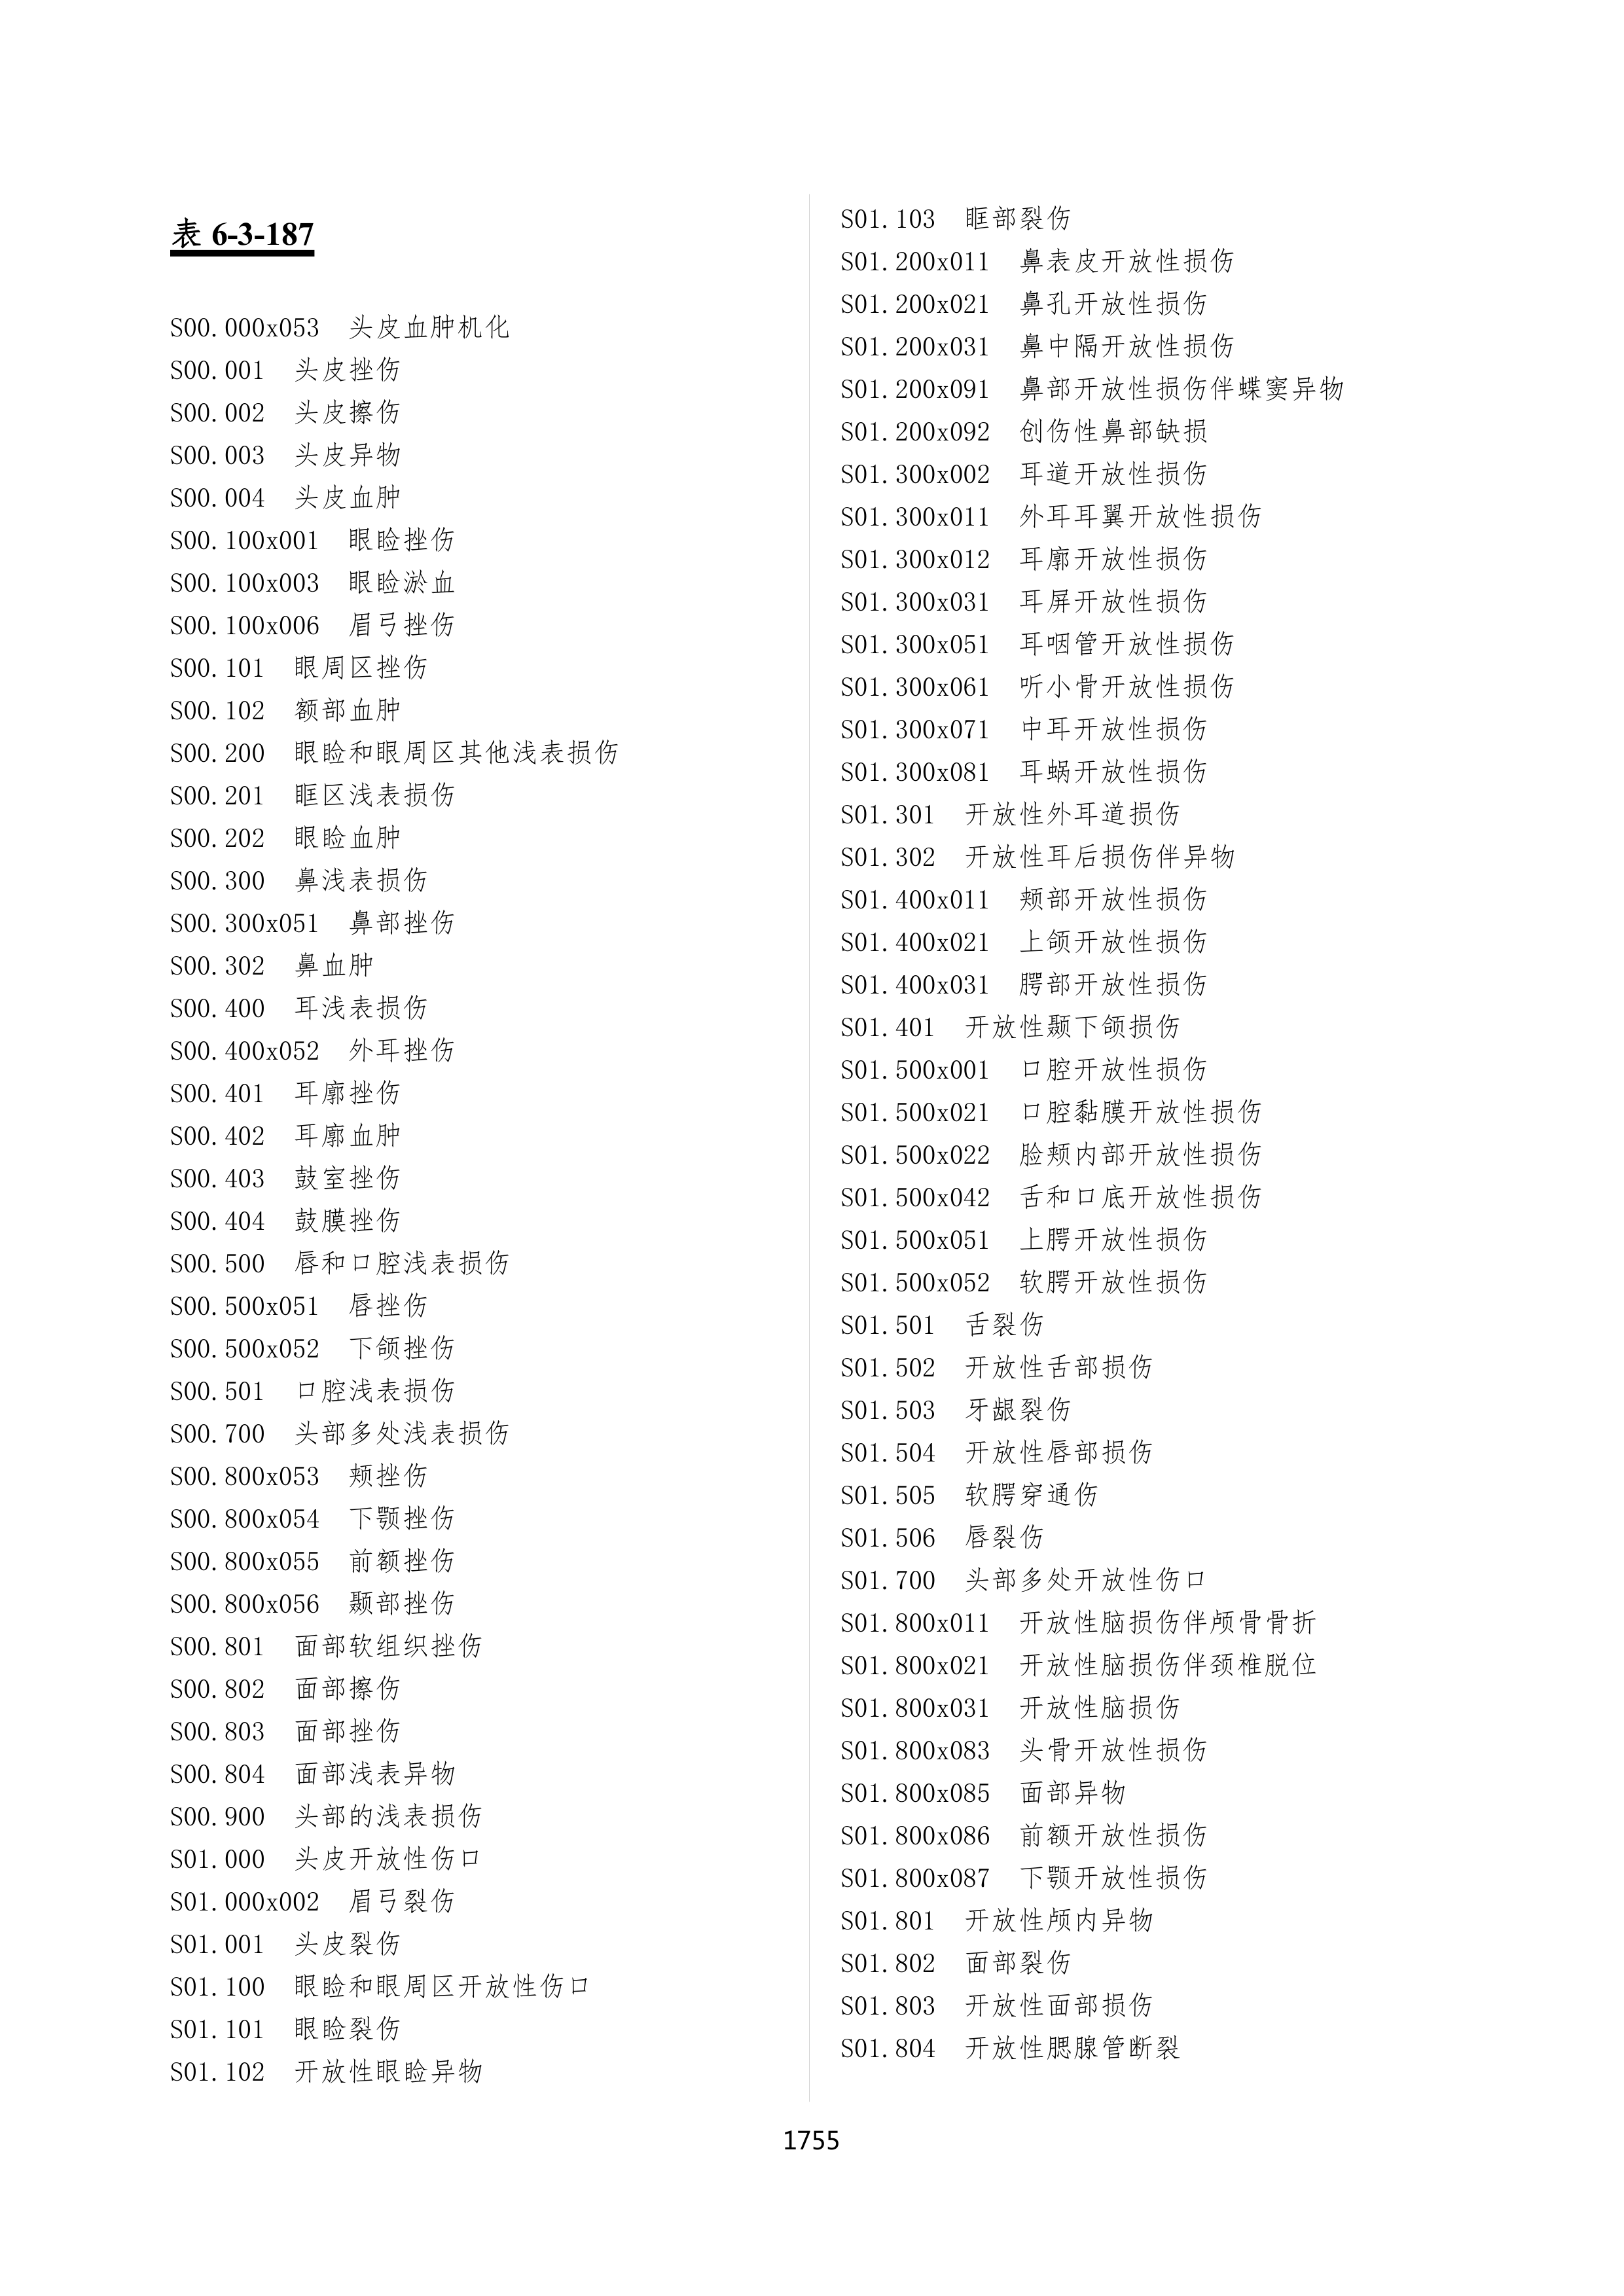 表 6-3-187
S00.000x053 头皮血肿机化
S00.001 头皮挫伤
S00.002 头皮擦伤
S00.003 头皮异物
S00.004 头皮血肿
S00.100x001 眼睑挫伤
S00.100x003 眼睑淤血
S00.100x006 眉弓挫伤
S00.101 眼周区挫伤
S00.102 额部血肿
S00.200 眼睑和眼周区其他浅表损伤
S00.201 眶区浅表损伤
S00.202 眼睑血肿
S00.300 鼻浅表损伤
S00.300x051 鼻部挫伤
S00.302 鼻血肿
S00.400 耳浅表损伤
S00.400x052 外耳挫伤
S00.401 耳廓挫伤
S00.402 耳廓血肿
S00.403 鼓室挫伤
S00.404 鼓膜挫伤
S00.500 唇和口腔浅表损伤
S00.500x051 唇挫伤
S00.500x052 下颌挫伤
S00.501 口腔浅表损伤
S00.700 头部多处浅表损伤
S00.800x053 颊挫伤
S00.800x054 下颚挫伤
S00.800x055 前额挫伤
S00.800x056 颞部挫伤
S00.801 面部软组织挫伤
S00.802 面部擦伤
S00.803 面部挫伤
S00.804 面部浅表异物
S00.900 头部的浅表损伤
S01.000 头皮开放性伤口
S01.000x002 眉弓裂伤
S01.001 头皮裂伤
S01.100 眼睑和眼周区开放性伤口
S01.101 眼睑裂伤
S01.102 开放性眼睑异物
S01.103 眶部裂伤
S01.200x011 鼻表皮开放性损伤
S01.200x021 鼻孔开放性损伤
S01.200x031 鼻中隔开放性损伤
S01.200x091 鼻部开放性损伤伴蝶窦异物
S01.200x092 创伤性鼻部缺损
S01.300x002 耳道开放性损伤
S01.300x011 外耳耳翼开放性损伤
S01.300x012 耳廓开放性损伤
S01.300x031 耳屏开放性损伤
S01.300x051 耳咽管开放性损伤
S01.300x061 听小骨开放性损伤
S01.300x071 中耳开放性损伤
S01.300x081 耳蜗开放性损伤
S01.301 开放性外耳道损伤
S01.302 开放性耳后损伤伴异物
S01.400x011 颊部开放性损伤
S01.400x021 上颌开放性损伤
S01.400x031 腭部开放性损伤
S01.401 开放性颞下颌损伤
S01.500x001 口腔开放性损伤
S01.500x021 口腔黏膜开放性损伤
S01.500x022 脸颊内部开放性损伤
S01.500x042 舌和口底开放性损伤
S01.500x051 上腭开放性损伤
S01.500x052 软腭开放性损伤
S01.501 舌裂伤
S01.502 开放性舌部损伤
S01.503 牙龈裂伤
S01.504 开放性唇部损伤
S01.505 软腭穿通伤
S01.506 唇裂伤
S01.700 头部多处开放性伤口
S01.800x011 开放性脑损伤伴颅骨骨折
S01.800x021 开放性脑损伤伴颈椎脱位
S01.800x031 开放性脑损伤
S01.800x083 头骨开放性损伤
S01.800x085 面部异物
S01.800x086 前额开放性损伤
S01.800x087 下颚开放性损伤
S01.801 开放性颅内异物
S01.802 面部裂伤
S01.803 开放性面部损伤
S01.804 开放性腮腺管断裂
1755